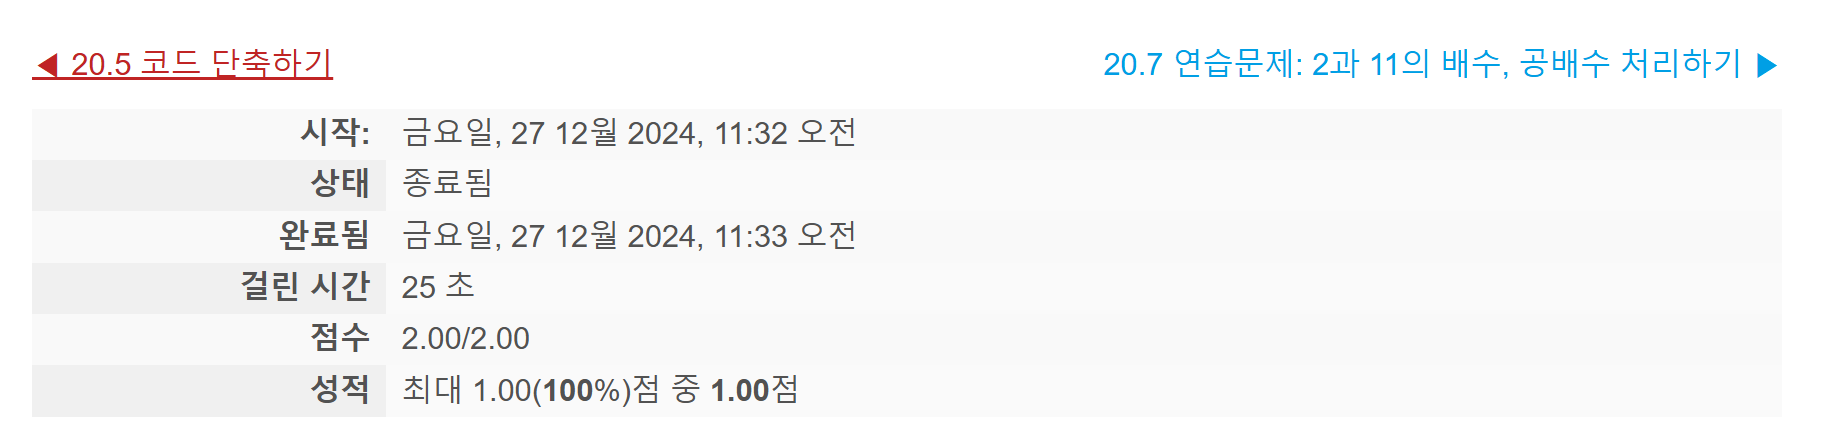 ◀ 20.5 코드 단축하기
20.7 연습문제: 2과 11의 배수, 공배수 처리하기 ▶
시작: 금요일, 27 12월 2024, 11:32 오전
상태 종료됨
완료됨 금요일, 27 12월 2024, 11:33 오전
걸린 시간 25 초
점수 2.00/2.00
성적 최대 1.00(100%)점 중 1.00점